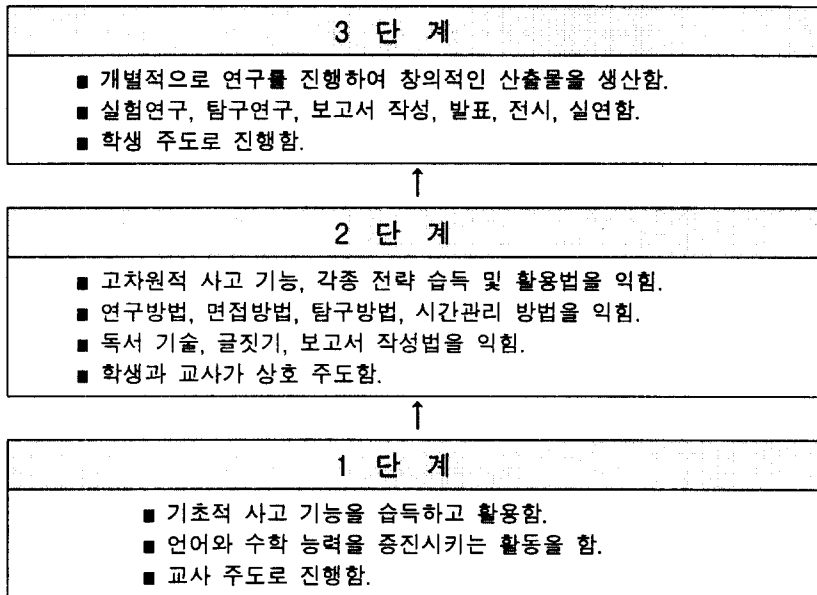 3 단 계
■ 개별적으로 연구를 진행하여 창의적인 산출물을 생산함.
■ 실험연구, 탐구연구, 보고서 작성, 발표, 전시, 실연함.
■ 학생 주도로 진행함.
↑
2 단 계
■ 고차원적 사고 기능, 각종 전략 습득 및 활용법을 익힘.
■ 연구방법, 면접방법, 탐구방법, 시간관리 방법을 익힘.
■ 독서 기술, 글짓기, 보고서 작성법을 익힘.
■ 학생과 교사가 상호 주도함.
↑
1 단 계
■ 기초적 사고 기능을 습득하고 활용함.
■ 언어와 수학 능력을 증진시키는 활동을 함.
■ 교사 주도로 진행함.